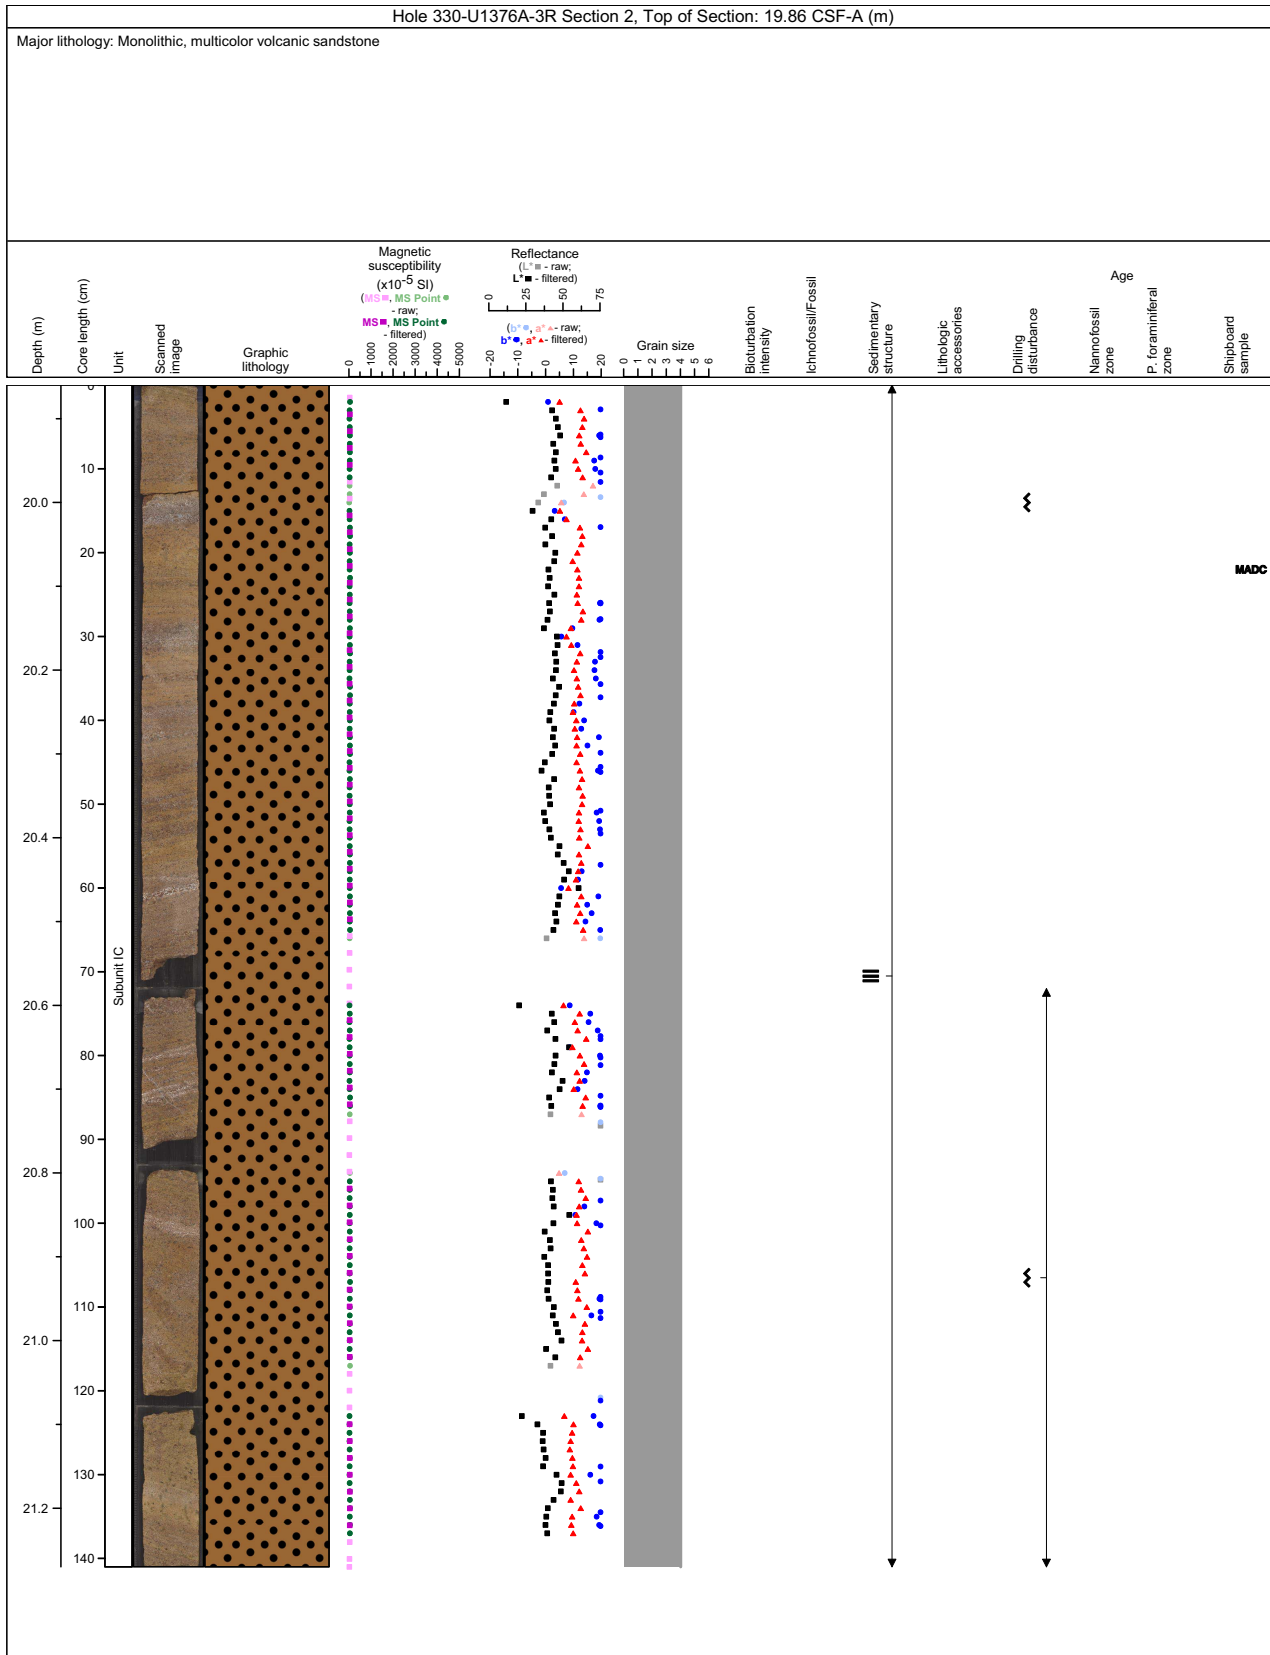 Hole 330-U1376A-3R Section 2, Top of Section: 19.86 CSF-A (m)
Major lithology: Monolithic, multicolor volcanic sandstone
Depth (m)
Core length (cm)
Unit
Scanned
image
Graphic
lithology
Magnetic
susceptibility
(x10-5 SI)
(MS■, MS Point●
- raw;
MS■, MS Point●
- filtered)
0
1000
2000
3000
4000
5000
Reflectance
(L*■ - raw;
L*■ - filtered)
0
25
50
75
(b*●, a*▲- raw;
b*●, a*▲- filtered)
-20
-10
0
10
20
Grain size
0
1
2
3
4
5
6
Bioturbation
intensity
Ichnofossil/Fossil
Sedimentary
structure
Lithologic
accessories
Drilling
disturbance
Age
Nannofossil
zone
P. foraminiferal
zone
Shipboard
sample
0
10
20.0
20
MADC
30
20.2
40
50
20.4
60
70
Subunit IC
20.6
80
90
20.8
100
110
21.0
120
130
21.2
140